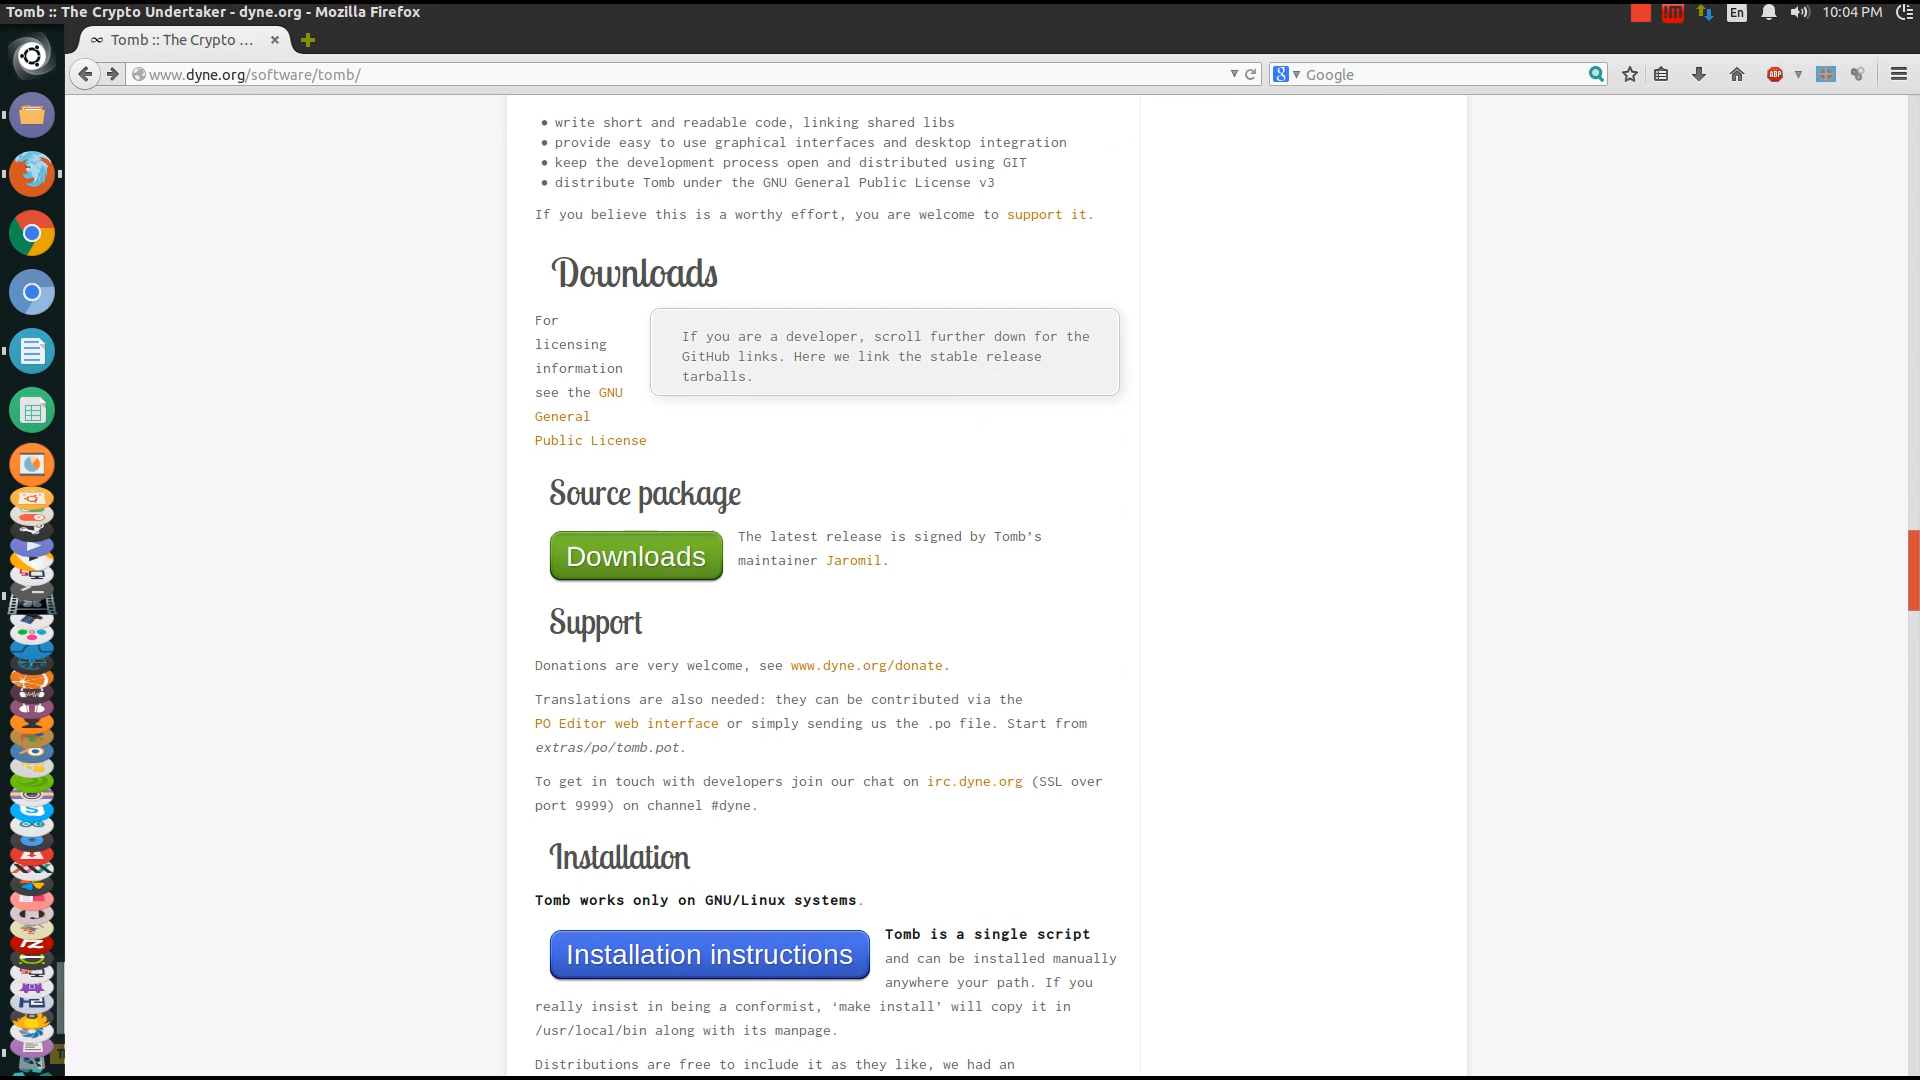 Tomb :: The Crypto Undertaker - dyne.org - Mozilla Firefox
En
10:04 PM
Tomb :: The Crypto ...
www.dyne.org/software/tomb/
Google
ABP
write short and readable code, linking shared libs
provide easy to use graphical interfaces and desktop integration
keep the development process open and distributed using GIT
distribute Tomb under the GNU General Public License v3
If you believe this is a worthy effort, you are welcome to support it.
Downloads
For
licensing
information
see the GNU
General
Public License
If you are a developer, scroll further down for the
GitHub links. Here we link the stable release
tarballs.
Source package
Downloads
The latest release is signed by Tomb’s
maintainer Jaromil.
Support
Donations are very welcome, see www.dyne.org/donate.
Translations are also needed: they can be contributed via the
PO Editor web interface or simply sending us the .po file. Start from
extras/po/tomb.pot.
To get in touch with developers join our chat on irc.dyne.org (SSL over
port 9999) on channel #dyne.
Installation
Tomb works only on GNU/Linux systems.
Installation instructions
Tomb is a single script
and can be installed manually
anywhere your path. If you
really insist in being a conformist, ‘make install’ will copy it in
/usr/local/bin along with its manpage.
Distributions are free to include it as they like, we had an